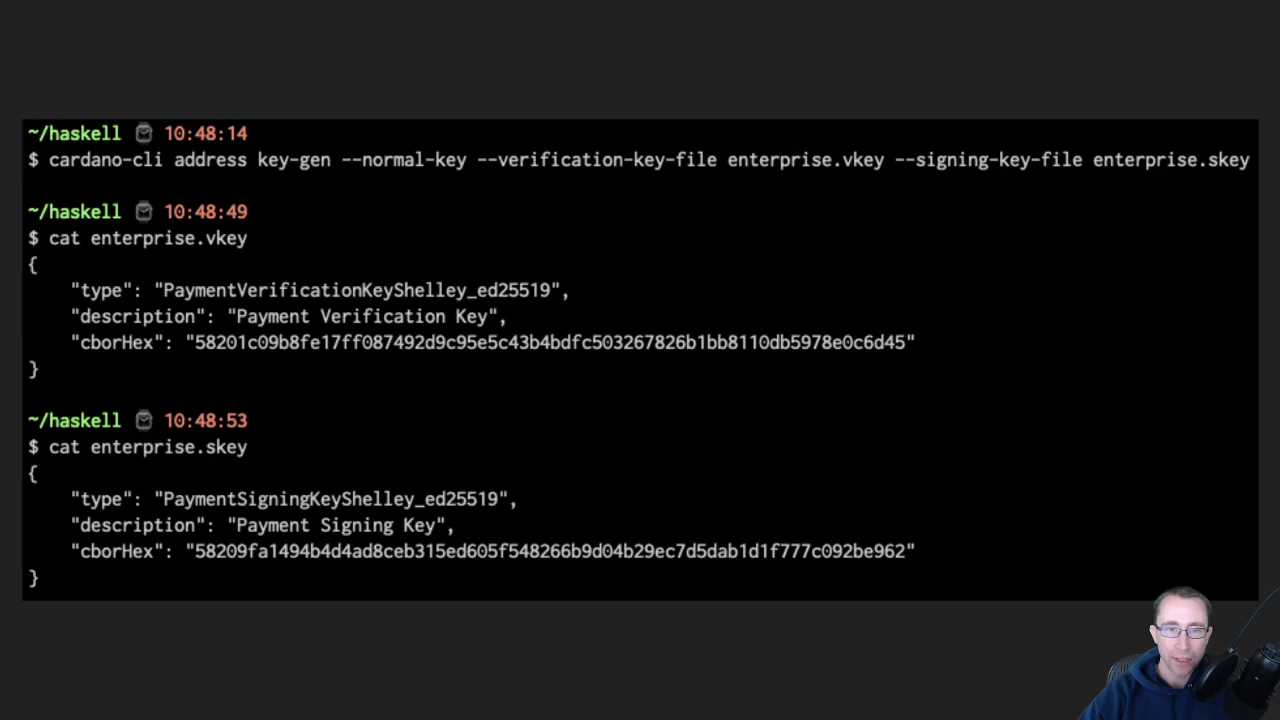 ~/haskell 10:48:14
$ cardano-cli address key-gen --normal-key --verification-key-file enterprise.vkey --signing-key-file enterprise.skey
~/haskell 10:48:49
$ cat enterprise.vkey
{
    "type": "PaymentVerificationKeyShelley_ed25519",
    "description": "Payment Verification Key",
    "cborHex": "58201c09b8fe17ff087492d9c95e5c43b4bdfc503267826b1bb8110db5978e0c6d45"
}
~/haskell 10:48:53
$ cat enterprise.skey
{
    "type": "PaymentSigningKeyShelley_ed25519",
    "description": "Payment Signing Key",
    "cborHex": "58209fa1494b4d4ad8ceb315ed605f548266b9d04b29ec7d5dab1d1f777c092be962"
}